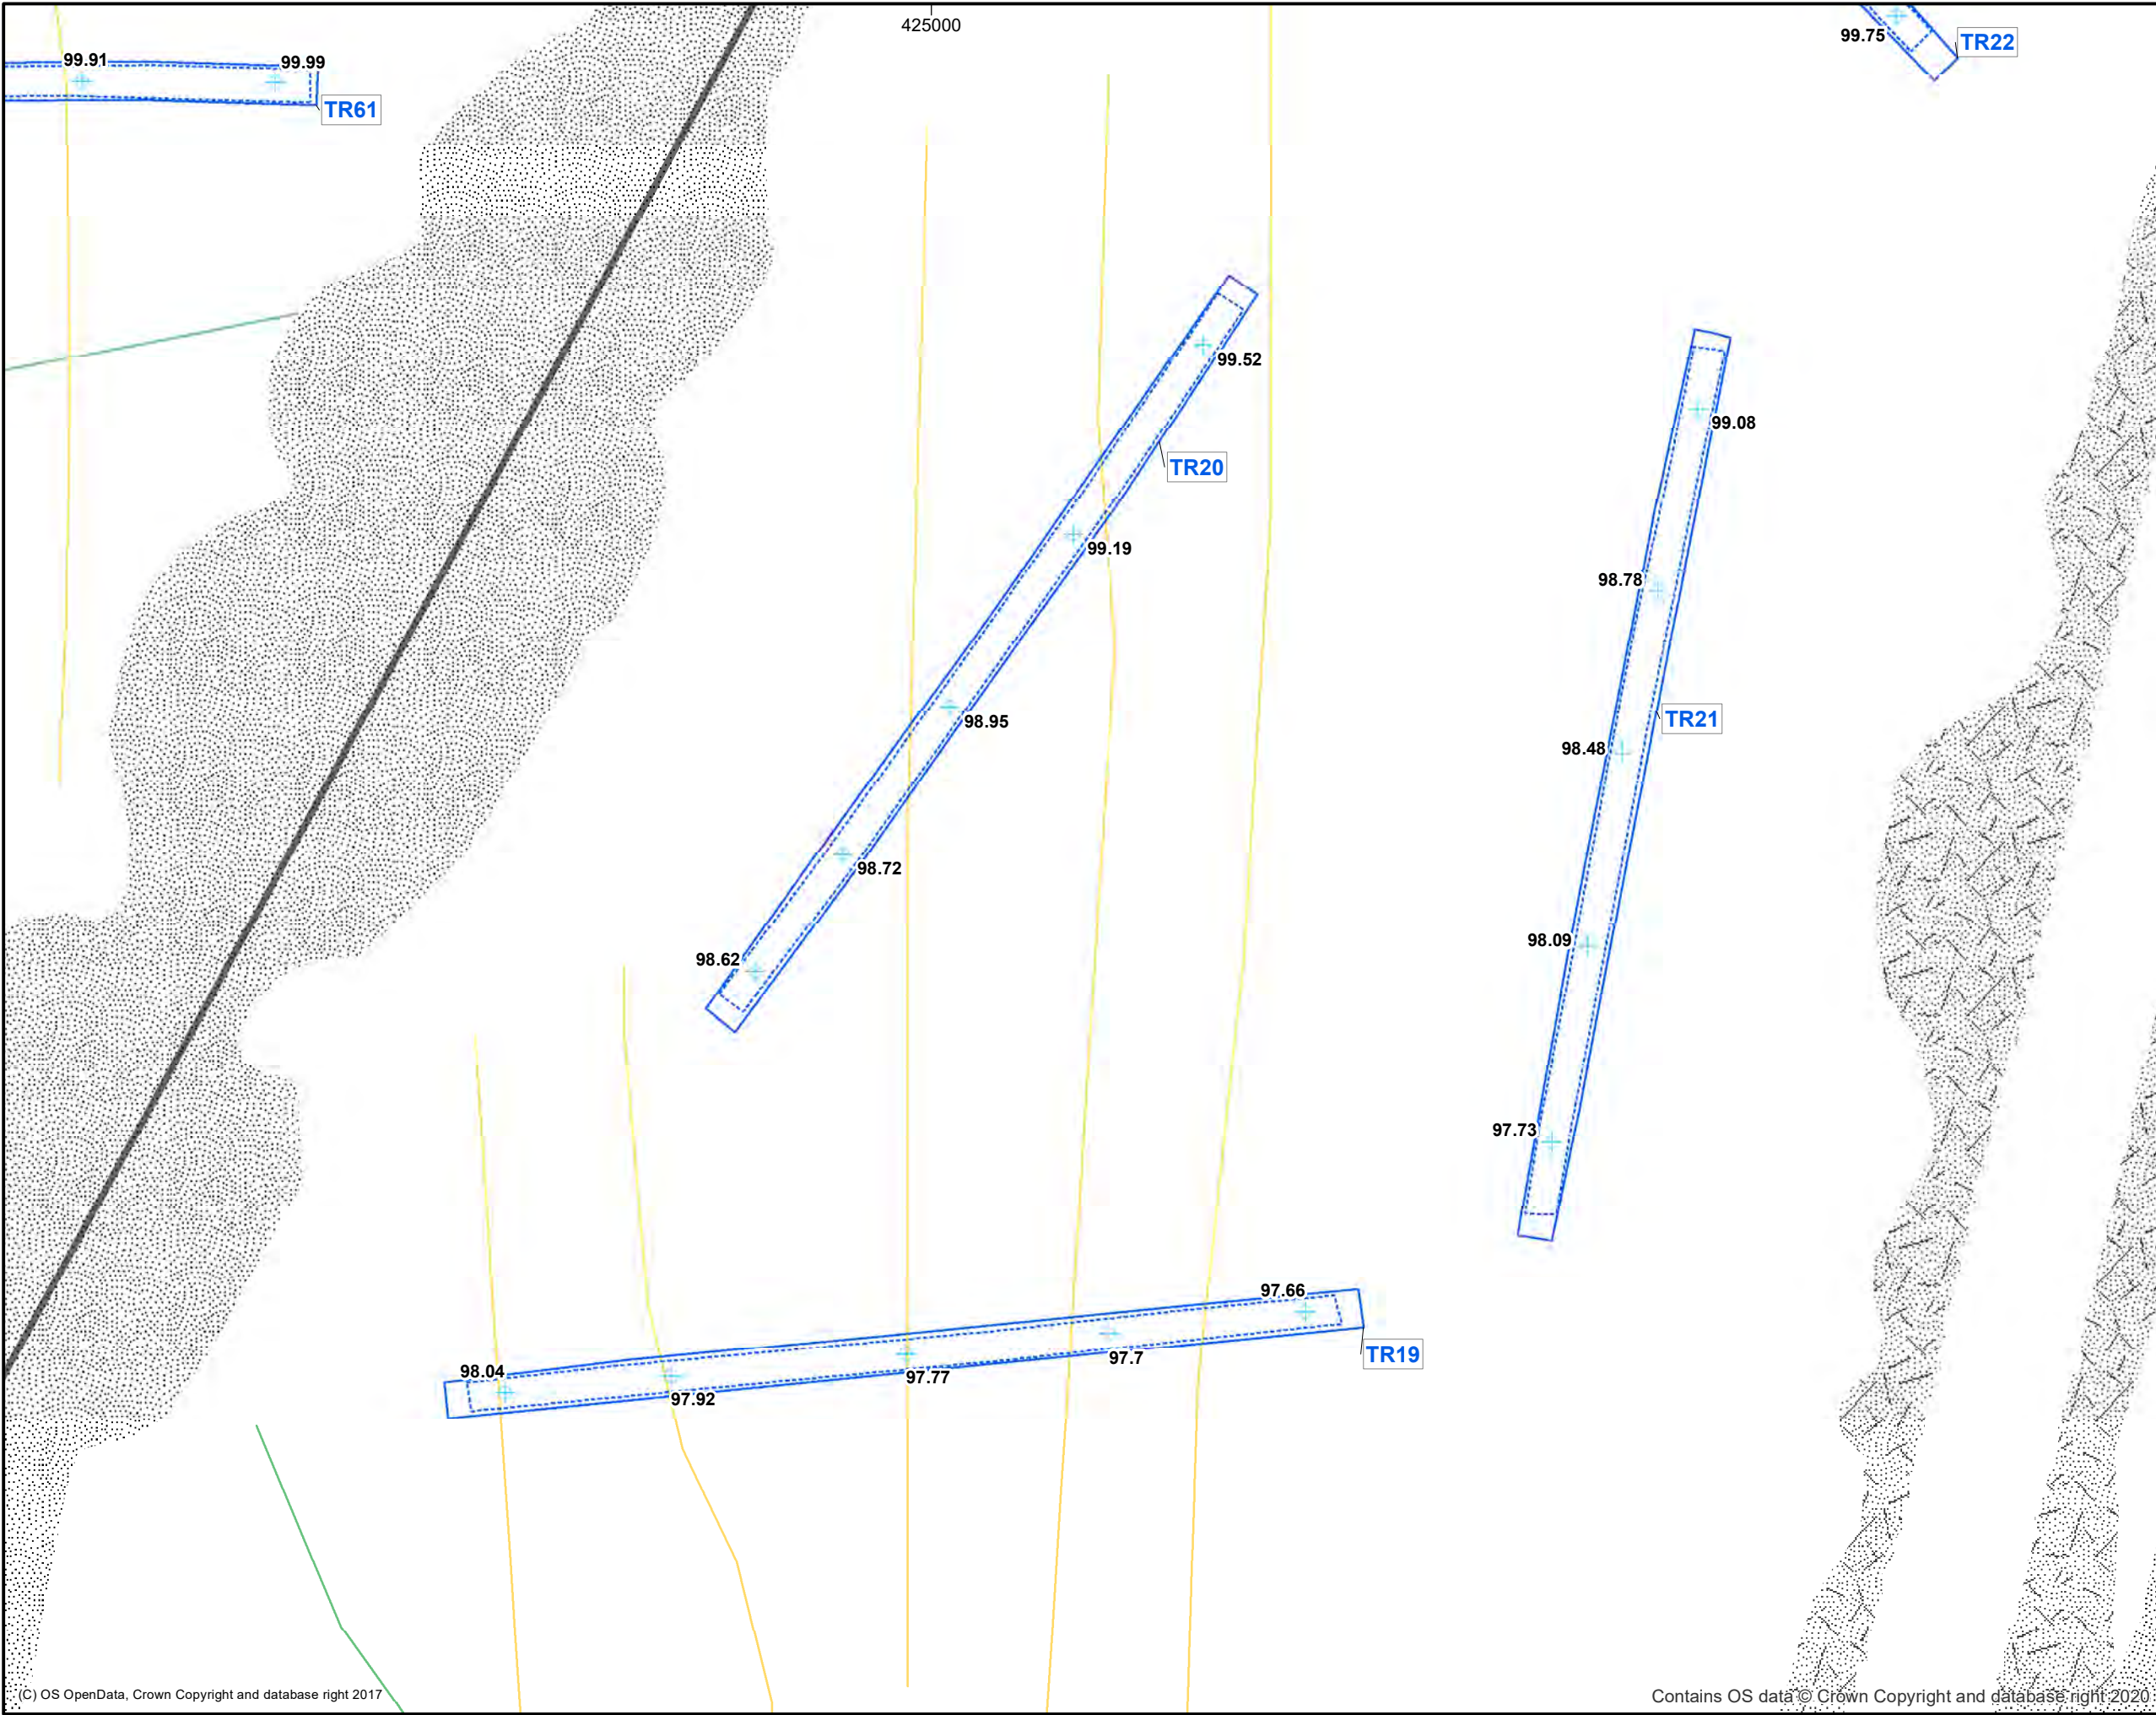 425000
99.75
TR22
99.91
99.99
TR61
99.52
99.08
TR20
99.19
98.78
98.95
TR21
98.48
98.72
98.09
98.62
97.73
97.66
TR19
97.7
98.04
97.77
97.92
(C) OS OpenData, Crown Copyright and database right 2017
Contains OS data © Crown Copyright and database right 2020